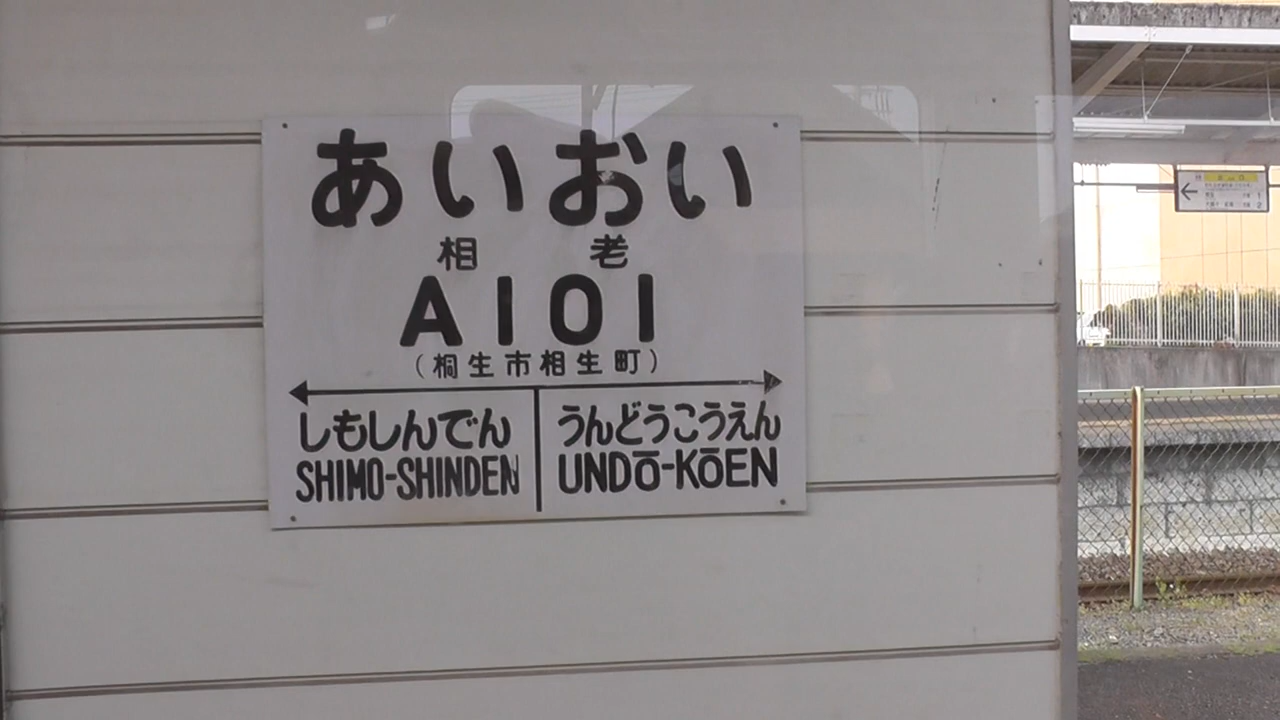 あいおい
相老
AIOI
(桐生市相生町)
しもしんでん
SHIMO-SHINDEN
うんどうこうえん
UNDŌ-KŌEN